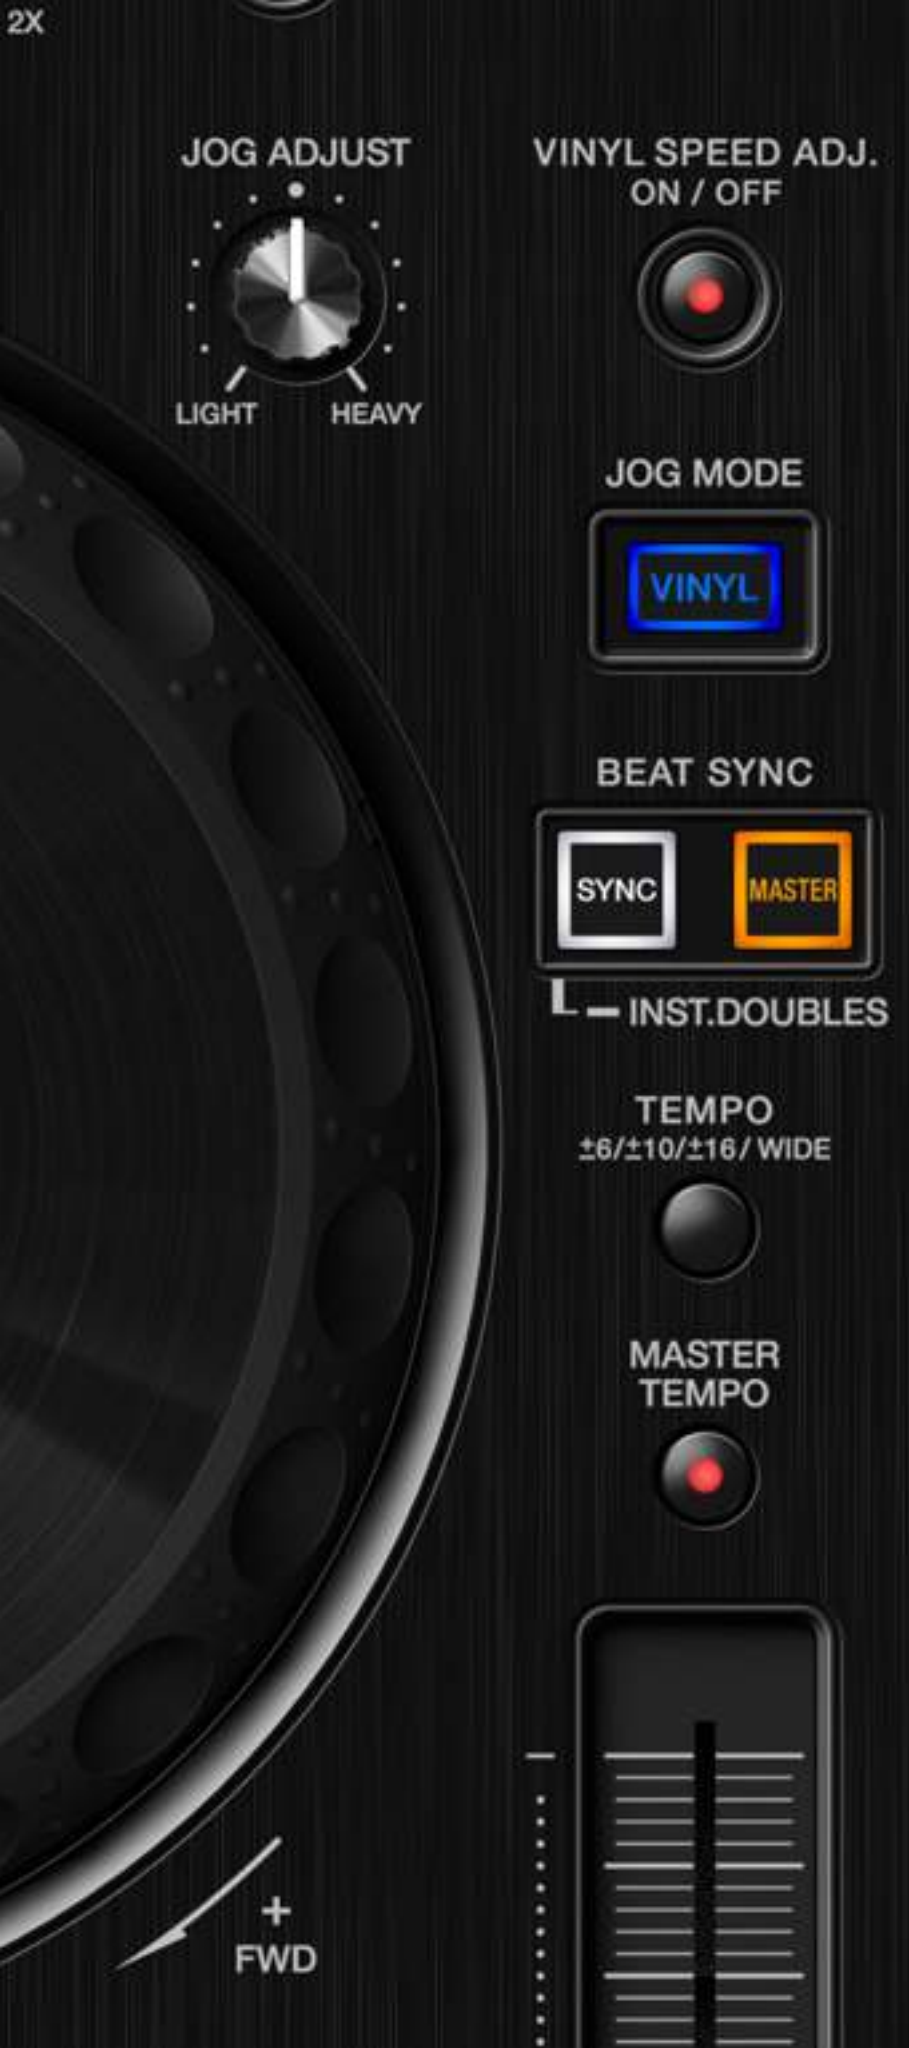 2X
JOG ADJUST
LIGHT
HEAVY
VINYL SPEED ADJ.
ON / OFF
JOG MODE
VINYL
BEAT SYNC
SYNC
MASTER
INST.DOUBLES
TEMPO
±6/±10/±16/ WIDE
MASTER
TEMPO
+
FWD